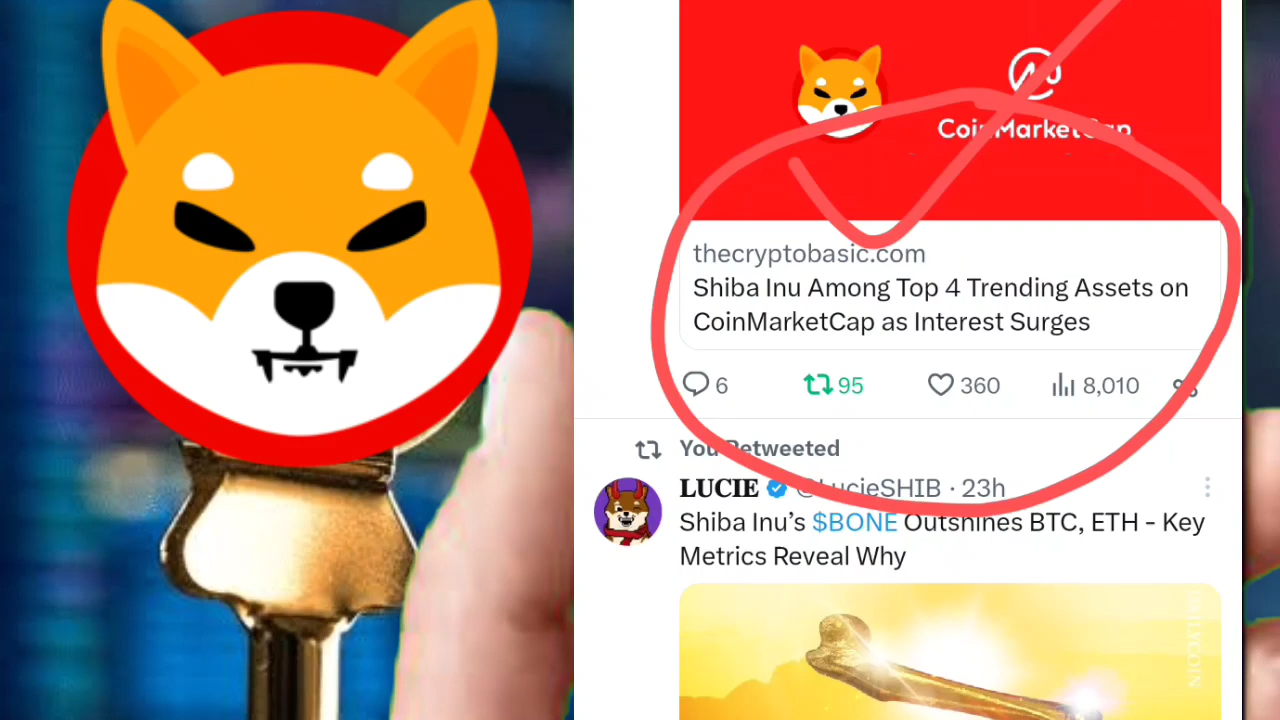 CoinMarketCap
thecryptobasic.com
Shiba Inu Among Top 4 Trending Assets on
CoinMarketCap as Interest Surges
6 95 360 8,010
You Retweeted
LUCIE @LucieSHIB · 23h
Shiba Inu’s $BONE Outshines BTC, ETH - Key
Metrics Reveal Why